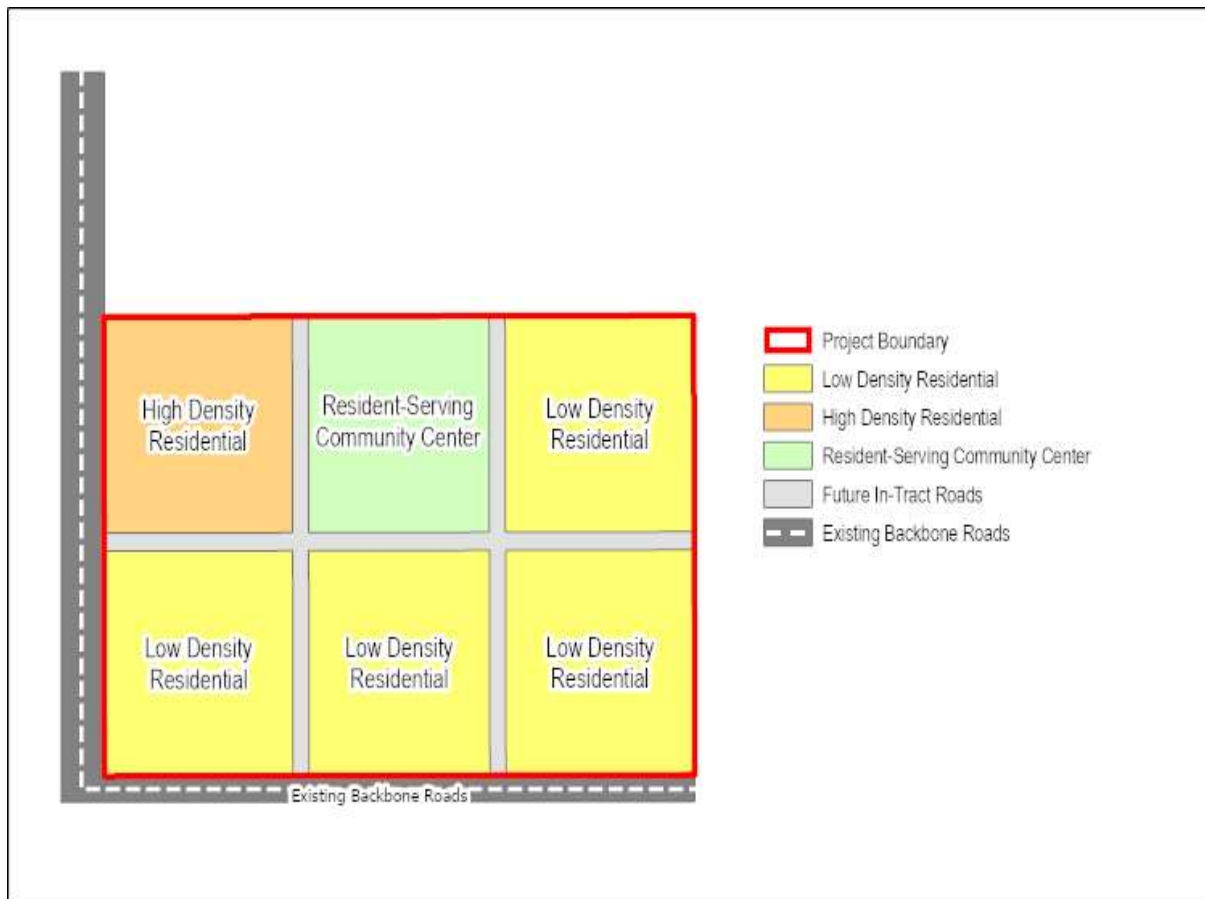 High Density
Residential
Resident-Serving
Community Center
Low Density
Residential
Low Density
Residential
Low Density
Residential
Low Density
Residential
Existing Backbone Roads
Project Boundary
Low Density Residential
High Density Residential
Resident-Serving Community Center
Future In-Tract Roads
Existing Backbone Roads